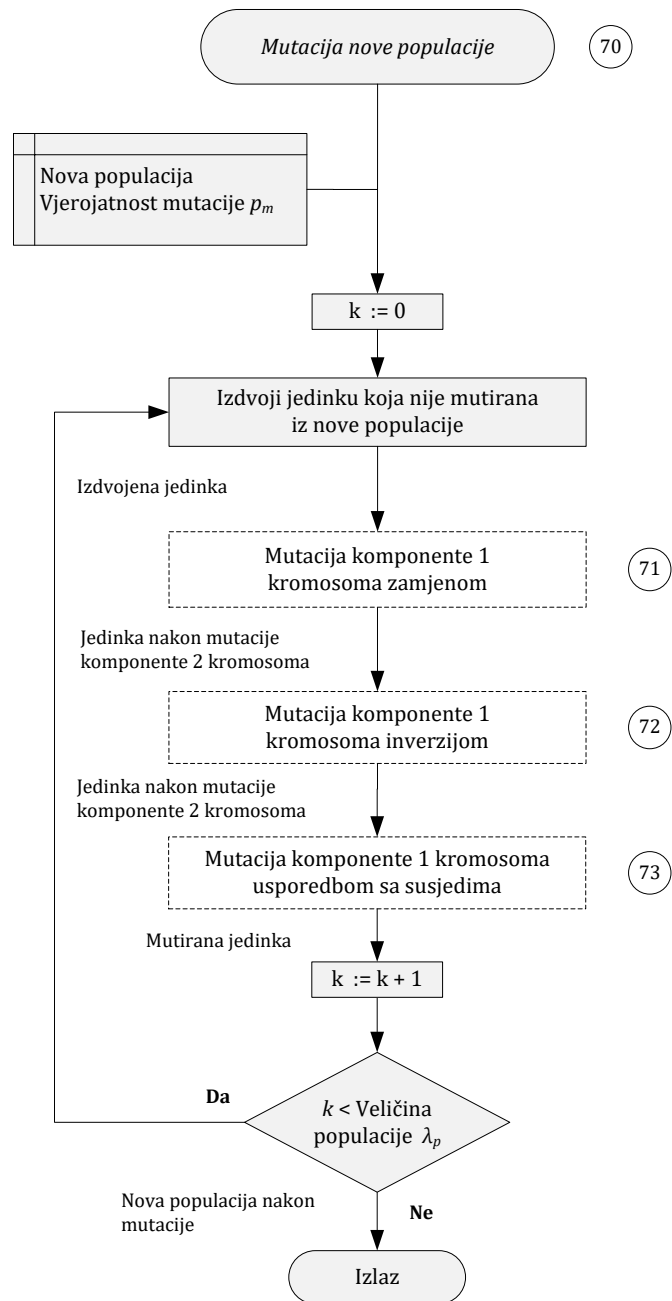 Mutacija nove populacije
70
Nova populacija
Vjerojatnost mutacije pm
k := 0
Izdvoji jedinku koja nije mutirana
iz nove populacije
Izdvojena jedinka
Mutacija komponente 1
kromosoma zamjenom
71
Jedinka nakon mutacije
komponente 2 kromosoma
Mutacija komponente 1
kromosoma inverzijom
72
Jedinka nakon mutacije
komponente 2 kromosoma
Mutacija komponente 1 kromosoma
usporedbom sa susjedima
73
Mutirana jedinka
k := k + 1
Da
k < Veličina
populacije λp
Nova populacija nakon
mutacije
Ne
Izlaz